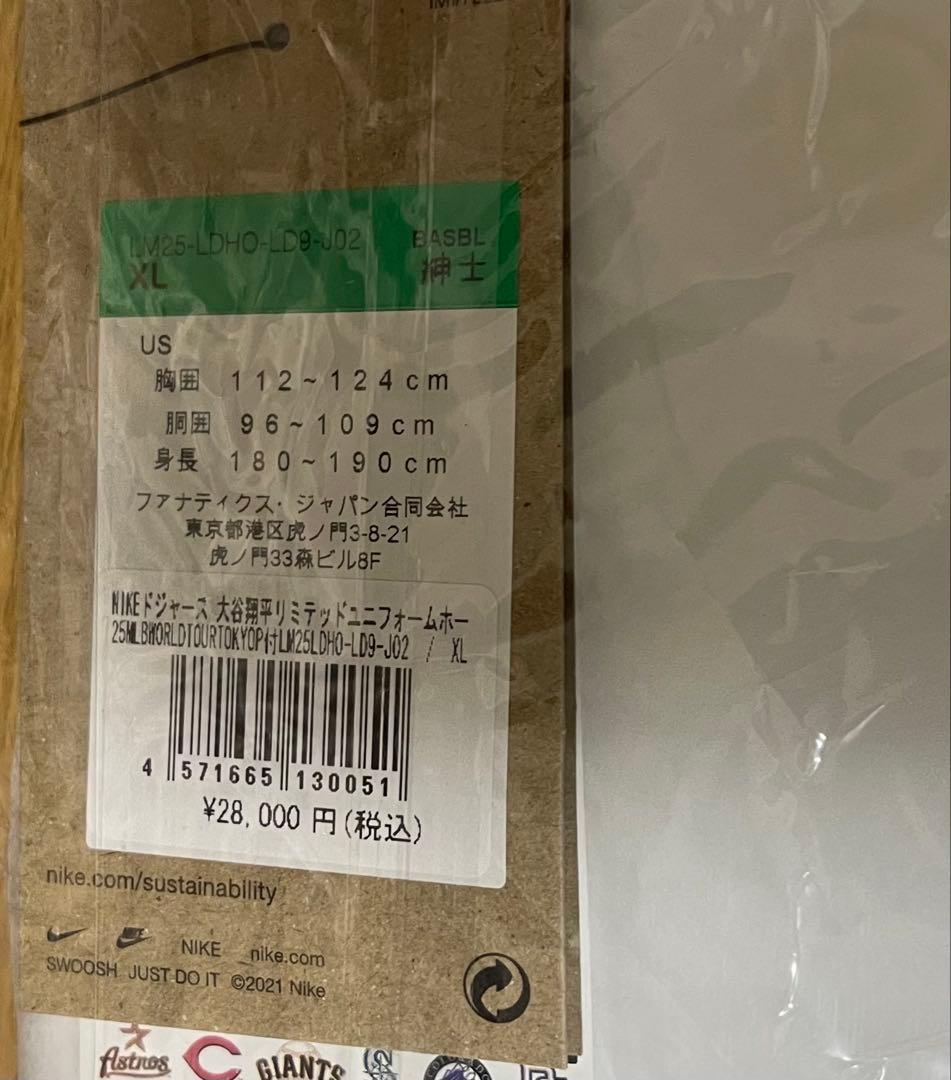 LM25-LDHO-LD9-J02 BASBL
XL 紳士
US
胸囲 112~124cm
胴囲 96~109cm
身長 180~190cm
ファナティクス・ジャパン合同会社
東京都港区虎ノ門3-8-21
虎ノ門33森ビル8F
NIKEドジャース 大谷翔平リミテッドユニフォームホー
25MLBWORLDTOURTOKYOP付LM25LDHO-LD9-J02 / XL
4 571665 130051
¥28,000円(税込)
nike.com/sustainability
NIKE nike.com
SWOOSH JUST DO IT ©2021 Nike
Astros C GIANTS